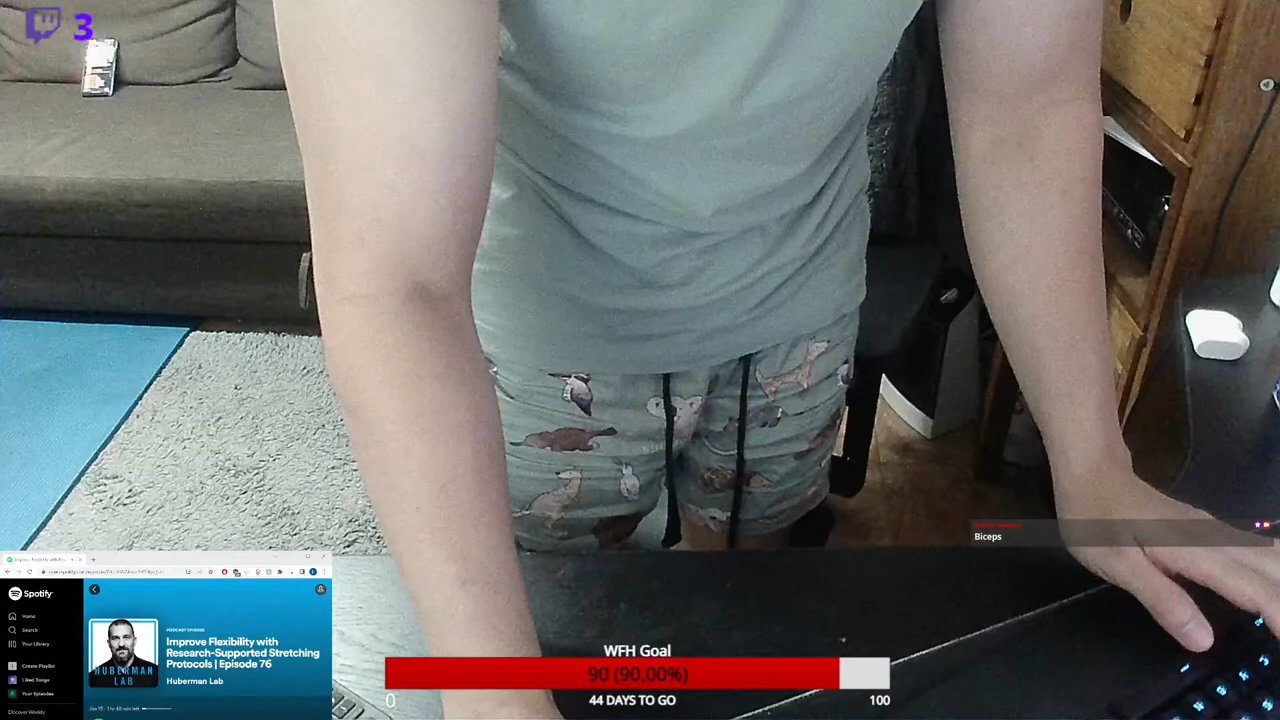 3
Biceps
Spotify
Home
Search
Your Library
Create Playlist
Liked Songs
Your Episodes
Discover Weekly
PODCAST EPISODE
Improve Flexibility with
Research-Supported Stretching
Protocols | Episode 76
Huberman Lab
HUBERMAN
LAB
WFH Goal
90 (90.00%)
0
44 DAYS TO GO
100